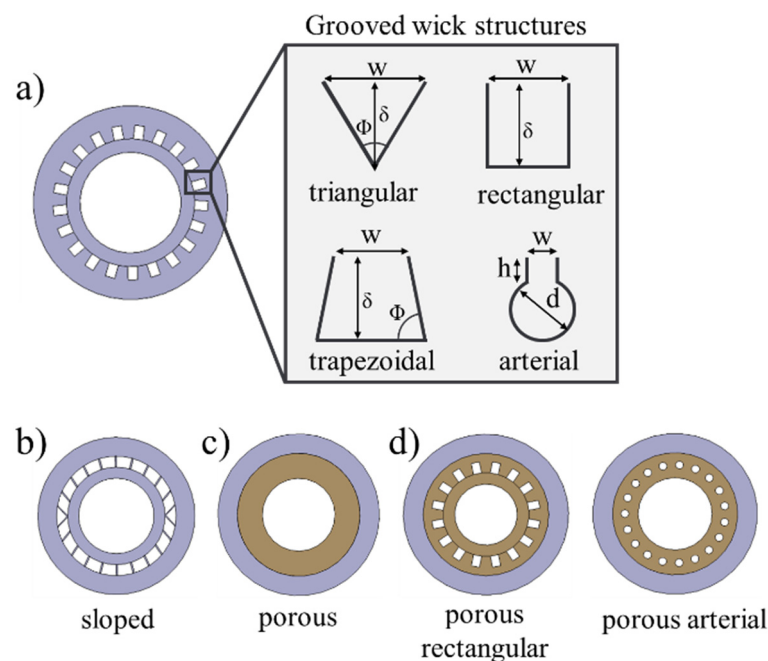 Grooved wick structures
a)
w
δ
Φ
triangular
w
δ
rectangular
w
δ
Φ
trapezoidal
w
h
d
arterial
b)
sloped
c)
porous
d)
porous
rectangular
porous arterial